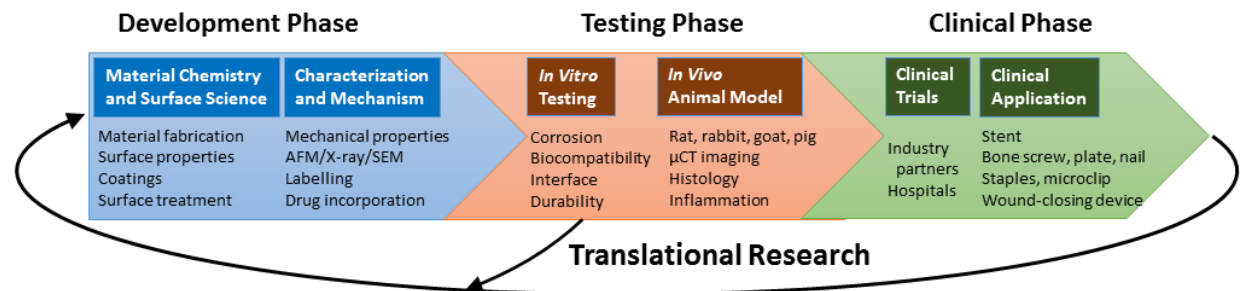 Development Phase
Testing Phase
Clinical Phase
Material Chemistry
and Surface Science
Material fabrication
Surface properties
Coatings
Surface treatment
Characterization
and Mechanism
Mechanical properties
AFM/X-ray/SEM
Labelling
Drug incorporation
In Vitro
Testing
Corrosion
Biocompatibility
Interface
Durability
In Vivo
Animal Model
Rat, rabbit, goat, pig
µCT imaging
Histology
Inflammation
Clinical
Trials
Industry
partners
Hospitals
Clinical
Application
Stent
Bone screw, plate, nail
Staples, microclip
Wound-closing device
Translational Research